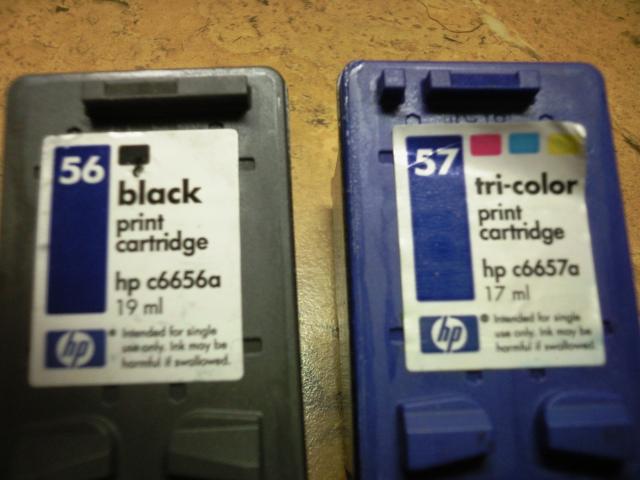 56
black
print
cartridge
hp c6656a
19 ml
hp
Intended for single
use only. Ink may be
harmful if swallowed.
57
tri-color
print
cartridge
hp c6657a
17 ml
hp
Intended for single
use only. Ink may be
harmful if swallowed.